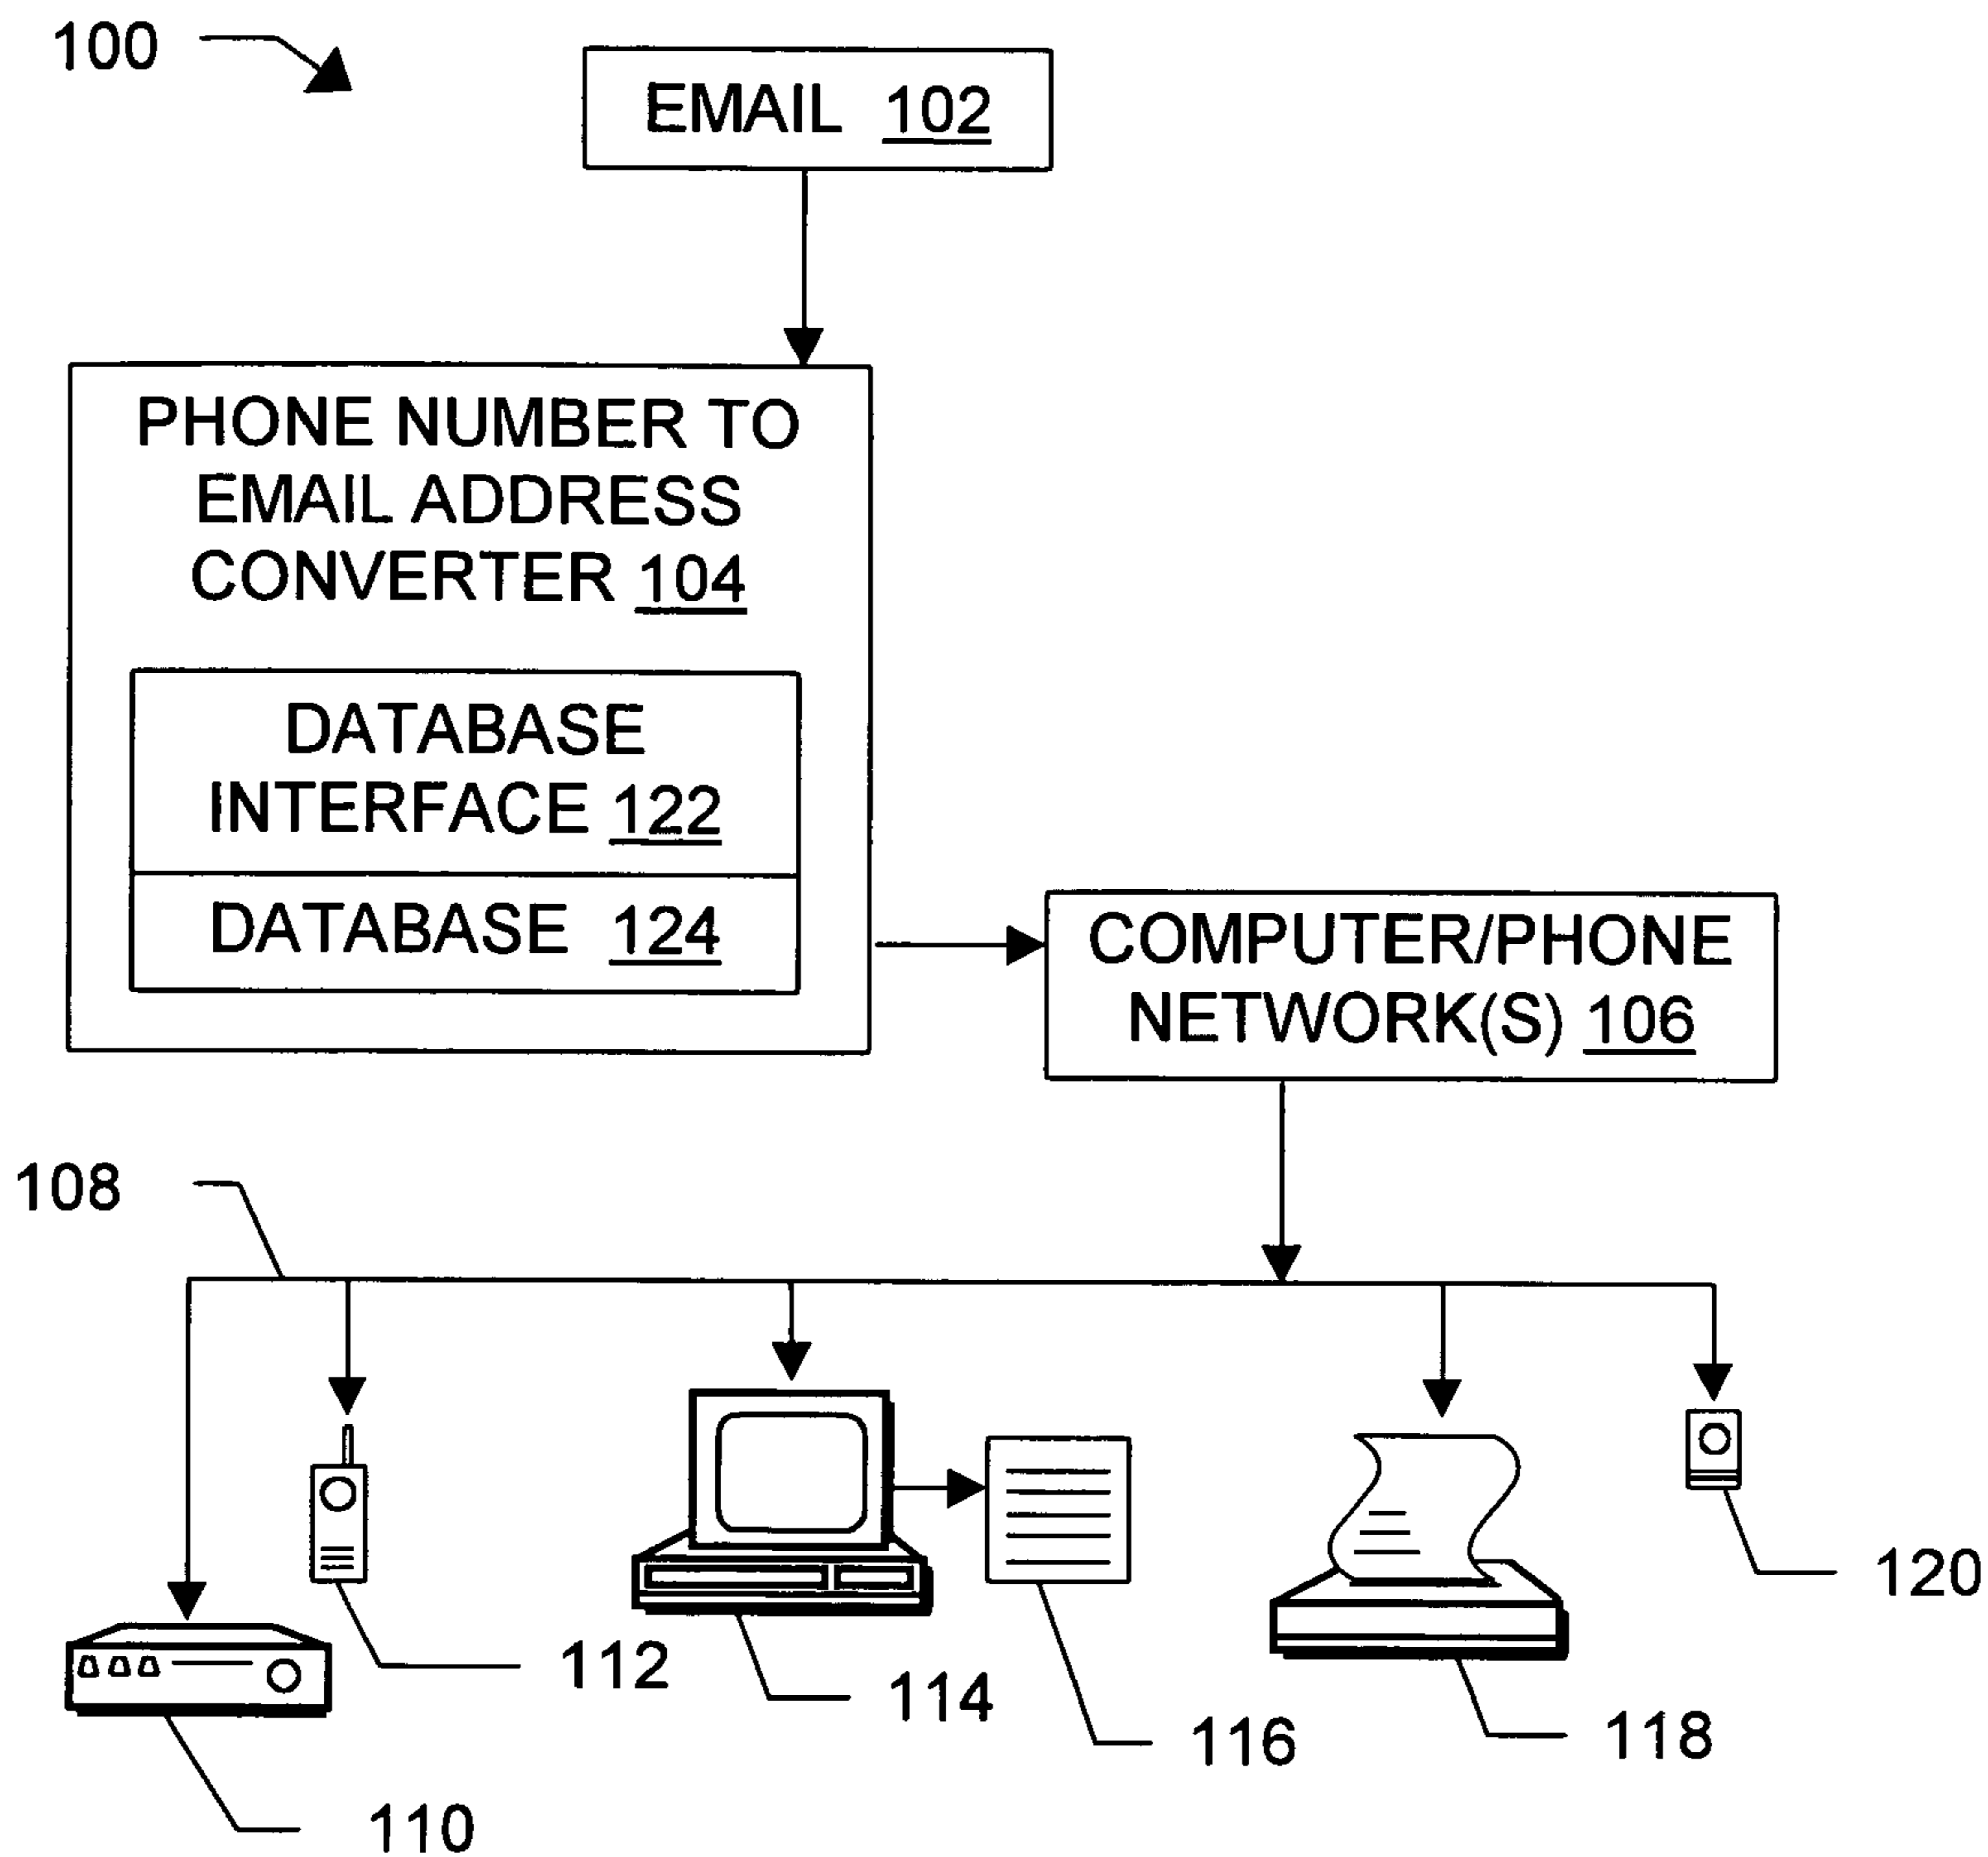 100
EMAIL 102
PHONE NUMBER TO
EMAIL ADDRESS
CONVERTER 104
DATABASE
INTERFACE 122
DATABASE 124
COMPUTER/PHONE
NETWORK(S) 106
108
112
114
116
118
120
110